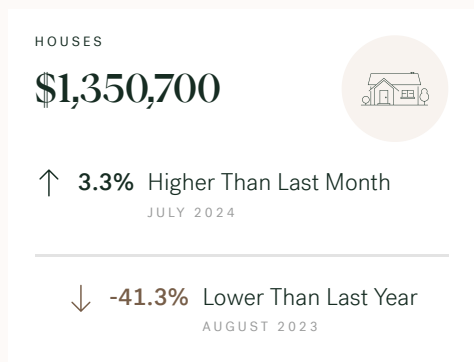 HOUSES
$1,350,700
3.3% Higher Than Last Month
JULY 2024
-41.3% Lower Than Last Year
AUGUST 2023